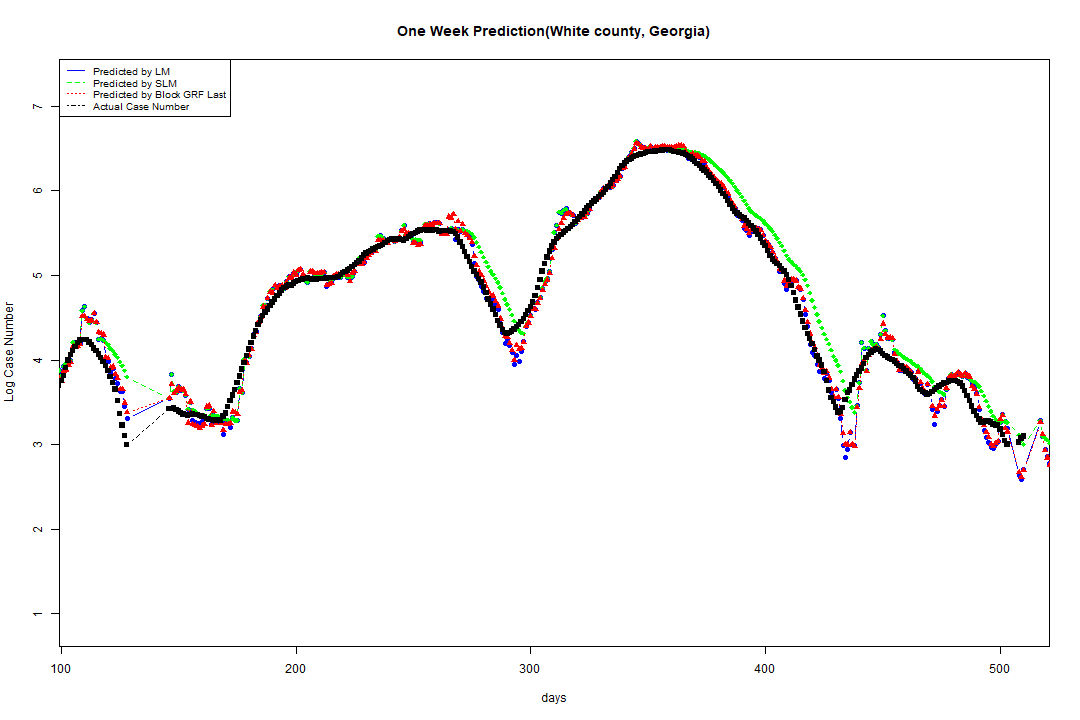 One Week Prediction(White county, Georgia)
Predicted by LM
Predicted by SLM
Predicted by Block GRF Last
Actual Case Number
7
6
5
4
3
2
1
Log Case Number
100 200 300 400 500
days